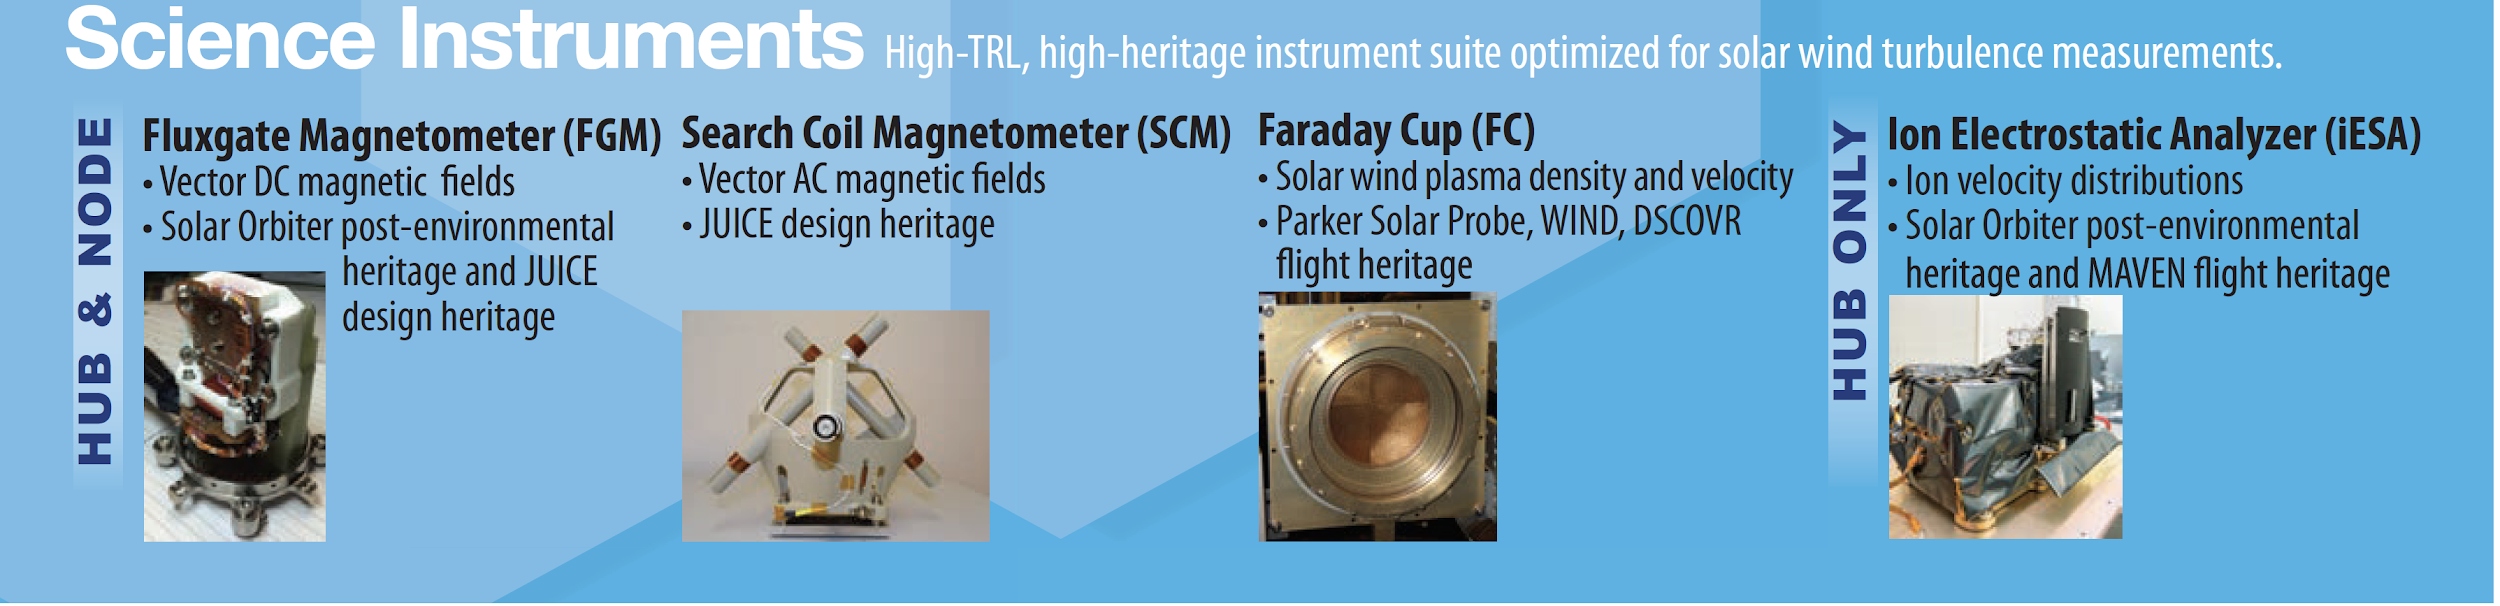 Science Instruments High-TRL, high-heritage instrument suite optimized for solar wind turbulence measurements.
HUB & NODE
Fluxgate Magnetometer (FGM)
• Vector DC magnetic fields
• Solar Orbiter post-environmental
heritage and JUICE
design heritage
Search Coil Magnetometer (SCM)
• Vector AC magnetic fields
• JUICE design heritage
Faraday Cup (FC)
• Solar wind plasma density and velocity
• Parker Solar Probe, WIND, DSCOVR
flight heritage
HUB ONLY
Ion Electrostatic Analyzer (iESA)
• Ion velocity distributions
• Solar Orbiter post-environmental
heritage and MAVEN flight heritage